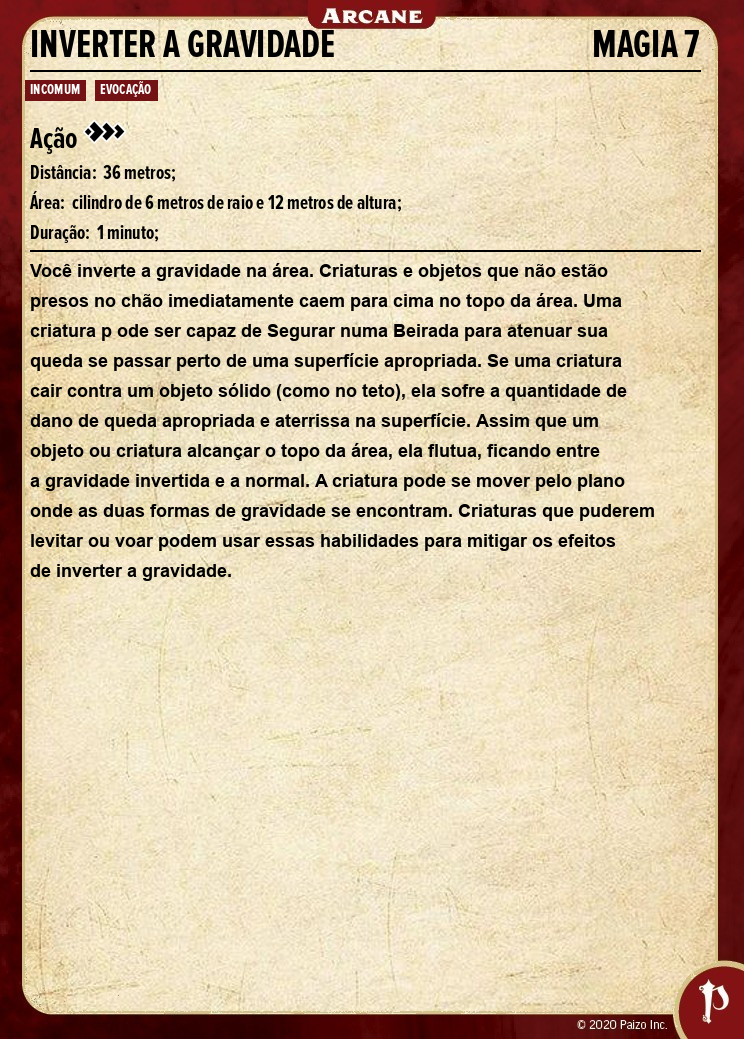 ARCANE
INVERTER A GRAVIDADE MAGIA 7
INCOMUM EVOCAÇÃO
Ação
Distância: 36 metros;
Área: cilindro de 6 metros de raio e 12 metros de altura;
Duração: 1 minuto;
Você inverte a gravidade na área. Criaturas e objetos que não estão
presos no chão imediatamente caem para cima no topo da área. Uma
criatura p ode ser capaz de Segurar numa Beirada para atenuar sua
queda se passar perto de uma superfície apropriada. Se uma criatura
cair contra um objeto sólido (como no teto), ela sofre a quantidade de
dano de queda apropriada e aterrissa na superfície. Assim que um
objeto ou criatura alcançar o topo da área, ela flutua, ficando entre
a gravidade invertida e a normal. A criatura pode se mover pelo plano
onde as duas formas de gravidade se encontram. Criaturas que puderem
levitar ou voar podem usar essas habilidades para mitigar os efeitos
de inverter a gravidade.
© 2020 Paizo Inc.
P